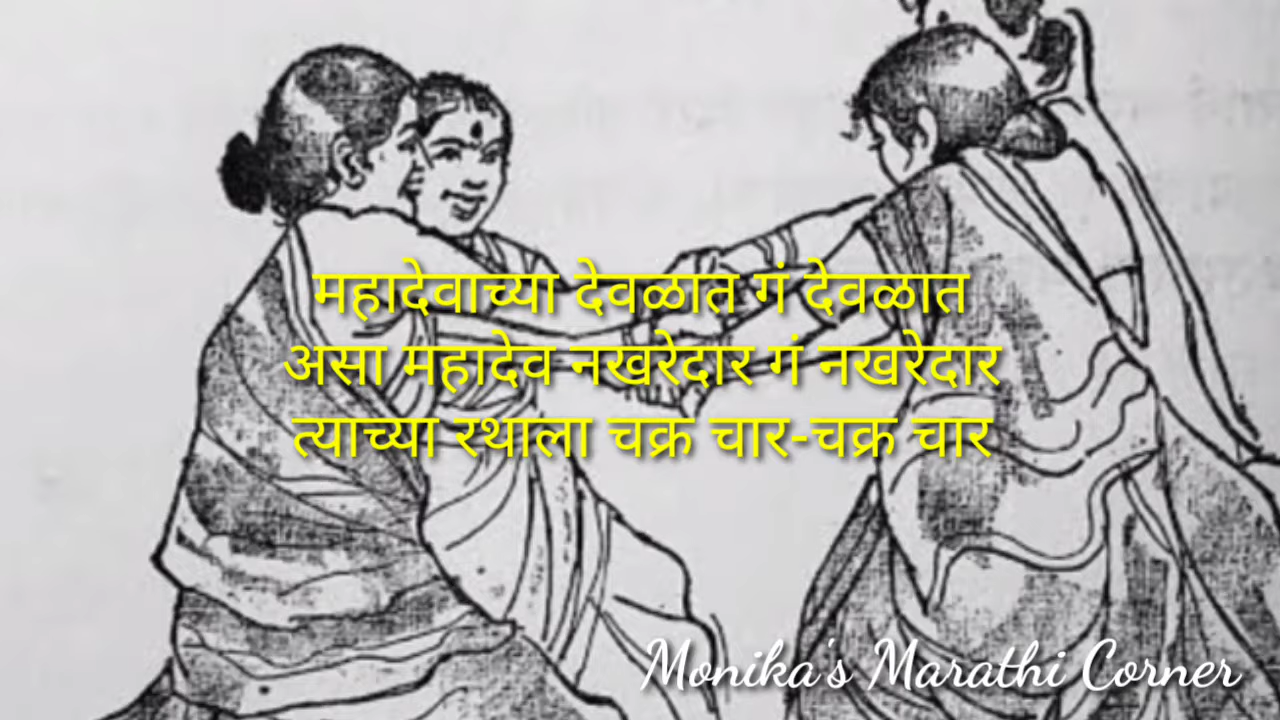 महादेवाच्या देवळात गं देवळात
असा महादेव नखरेदार गं नखरेदार
त्याच्या रथाला चक्र चार-चक्र चार
Monika's Marathi Corner